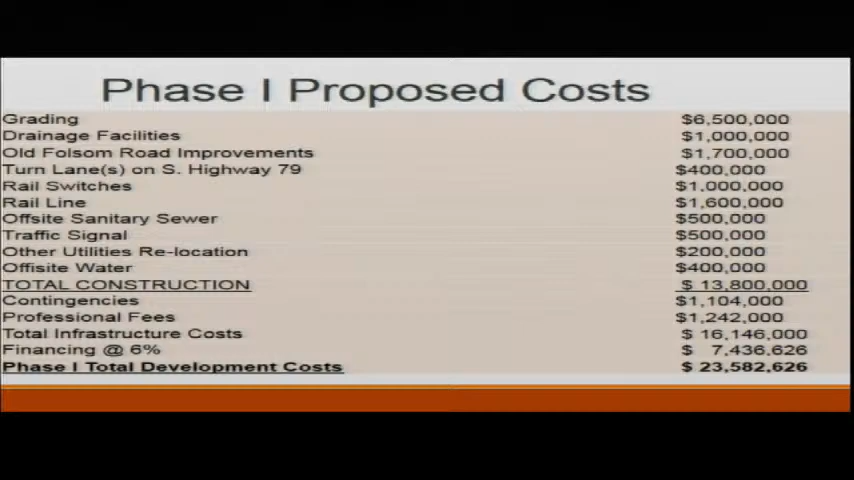 Phase I Proposed Costs
Grading $6,500,000
Drainage Facilities $1,000,000
Old Folsom Road Improvements $1,700,000
Turn Lane(s) on S. Highway 79 $400,000
Rail Switches $1,000,000
Rail Line $1,600,000
Offsite Sanitary Sewer $500,000
Traffic Signal $500,000
Other Utilities Re-location $200,000
Offisite Water $400,000
TOTAL CONSTRUCTION $ 13,800,000
Contingencies $1,104,000
Professional Fees $1,242,000
Total Infrastructure Costs $ 16,146,000
Financing @ 6% $ 7,436,626
Phase I Total Development Costs $ 23,582,626